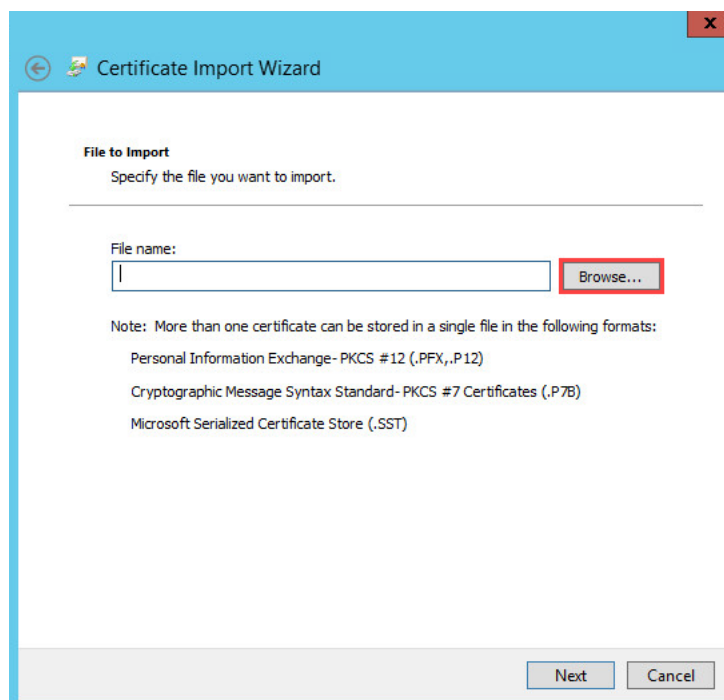 x
Certificate Import Wizard
File to Import
Specify the file you want to import.
File name:
Browse...
Note: More than one certificate can be stored in a single file in the following formats:
Personal Information Exchange- PKCS #12 (.PFX,.P12)
Cryptographic Message Syntax Standard- PKCS #7 Certificates (.P7B)
Microsoft Serialized Certificate Store (.SST)
Next Cancel